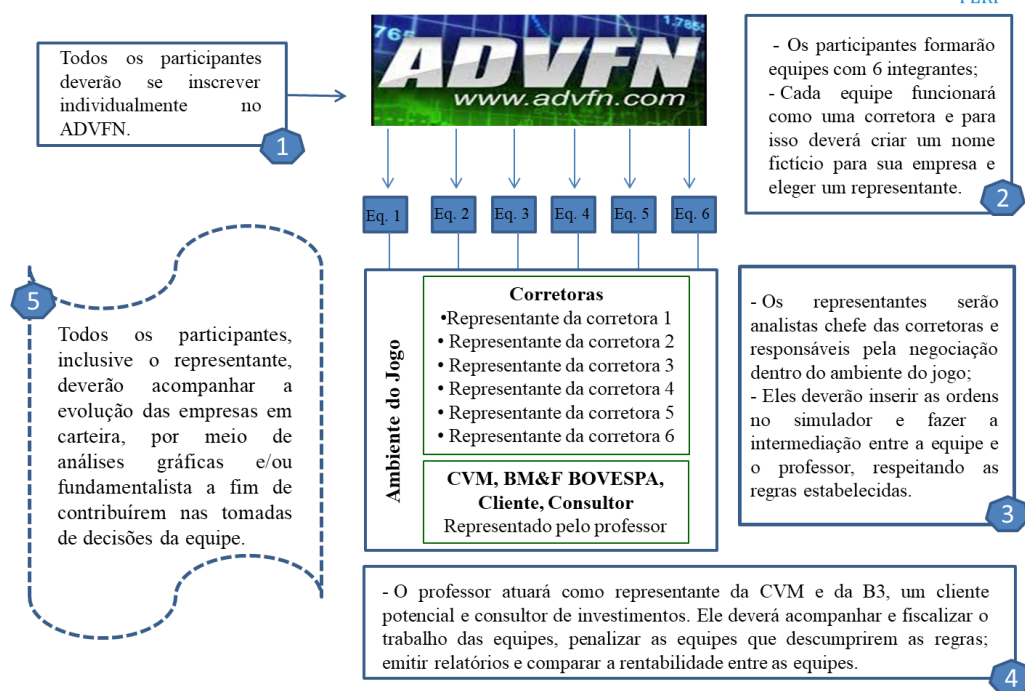 Todos os participantes
deverão se inscrever
individualmente no
ADVFN.
1
765
1.7855
ADVFN
www.advfn.com
- Os participantes formarão
equipes com 6 integrantes;
- Cada equipe funcionará
como uma corretora e para
isso deverá criar um nome
fictício para sua empresa e
eleger um representante.
2
Eq. 1
Eq. 2
Eq. 3
Eq. 4
Eq. 5
Eq. 6
Ambiente do Jogo
Corretoras
•Representante da corretora 1
• Representante da corretora 2
• Representante da corretora 3
• Representante da corretora 4
• Representante da corretora 5
• Representante da corretora 6
CVM, BM&F BOVESPA,
Cliente, Consultor
Representado pelo professor
- Os representantes serão
analistas chefe das corretoras e
responsáveis pela negociação
dentro do ambiente do jogo;
- Eles deverão inserir as ordens
no simulador e fazer a
intermediação entre a equipe e
o professor, respeitando as
regras estabelecidas.
3
- O professor atuará como representante da CVM e da B3, um cliente
potencial e consultor de investimentos. Ele deverá acompanhar e fiscalizar o
trabalho das equipes, penalizar as equipes que descumprirem as regras;
emitir relatórios e comparar a rentabilidade entre as equipes.
4
5
Todos os participantes,
inclusive o representante,
deverão acompanhar a
evolução das empresas em
carteira, por meio de
análises gráficas e/ou
fundamentalista a fim de
contribuírem nas tomadas
de decisões da equipe.